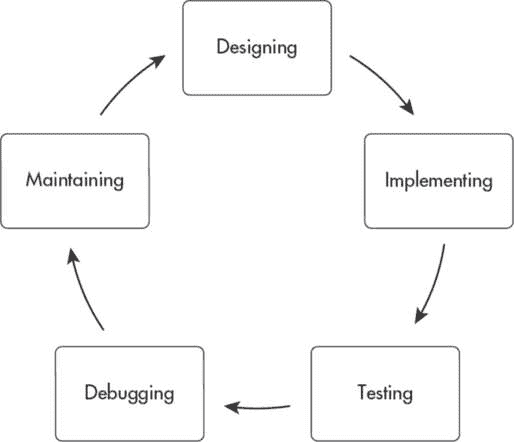 Designing
Implementing
Testing
Debugging
Maintaining